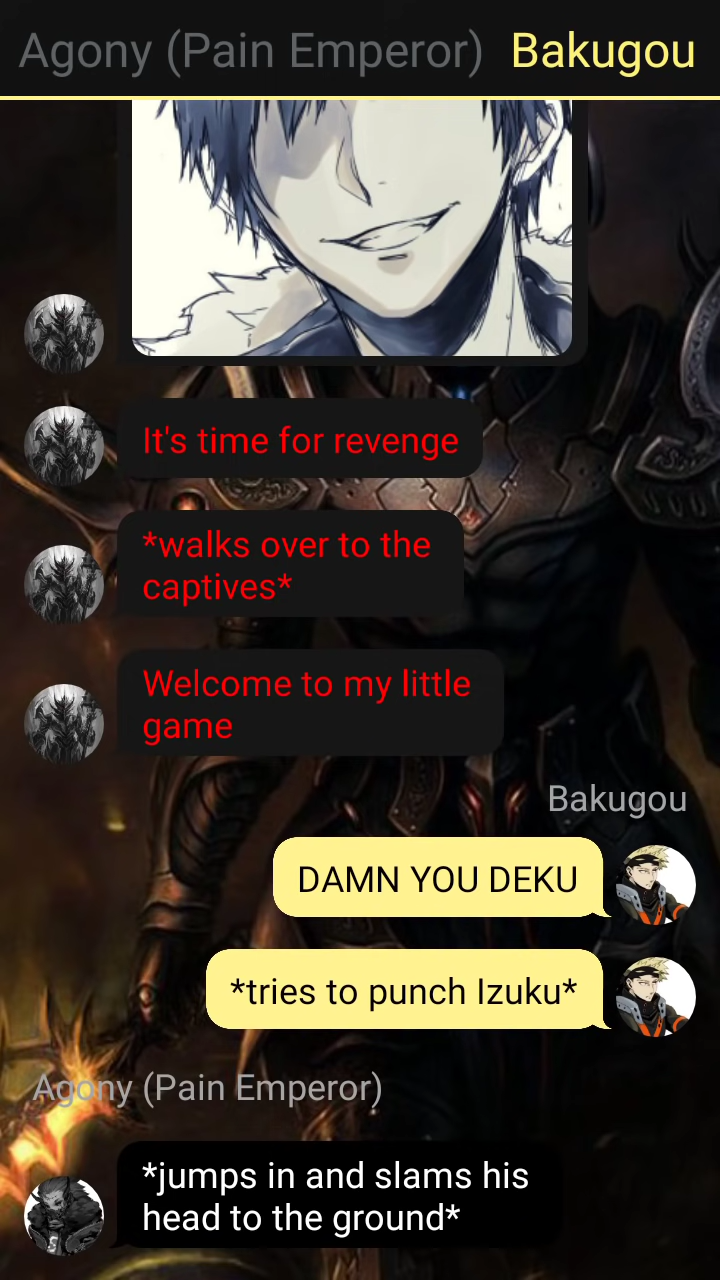 Agony (Pain Emperor) Bakugou
It's time for revenge
*walks over to the
captives*
Welcome to my little
game
Bakugou
DAMN YOU DEKU
*tries to punch Izuku*
Agony (Pain Emperor)
*jumps in and slams his
head to the ground*